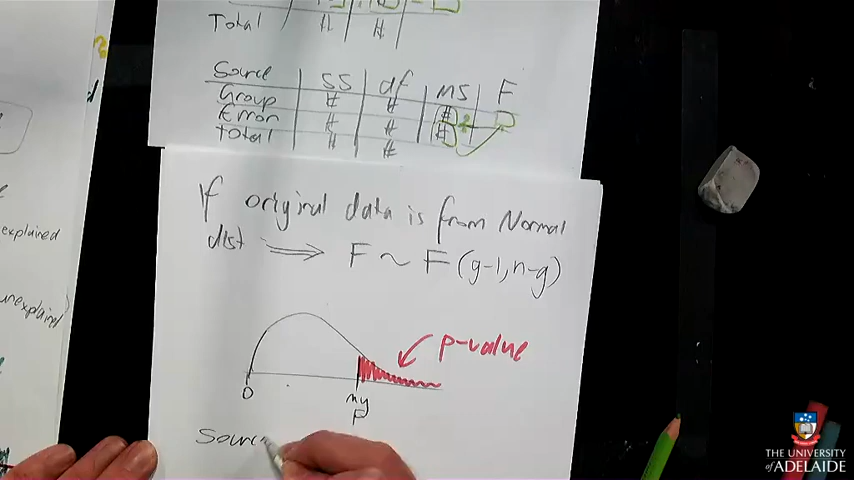 Total # #
Source SS df MS F
Group # # #
Error # # #
Total # #
If original data is from Normal
dist ⟹ F ~ F(g-1, n-g)
p-value
0
my
F
Sourc
explained
unexplained
THE UNIVERSITY
of ADELAIDE